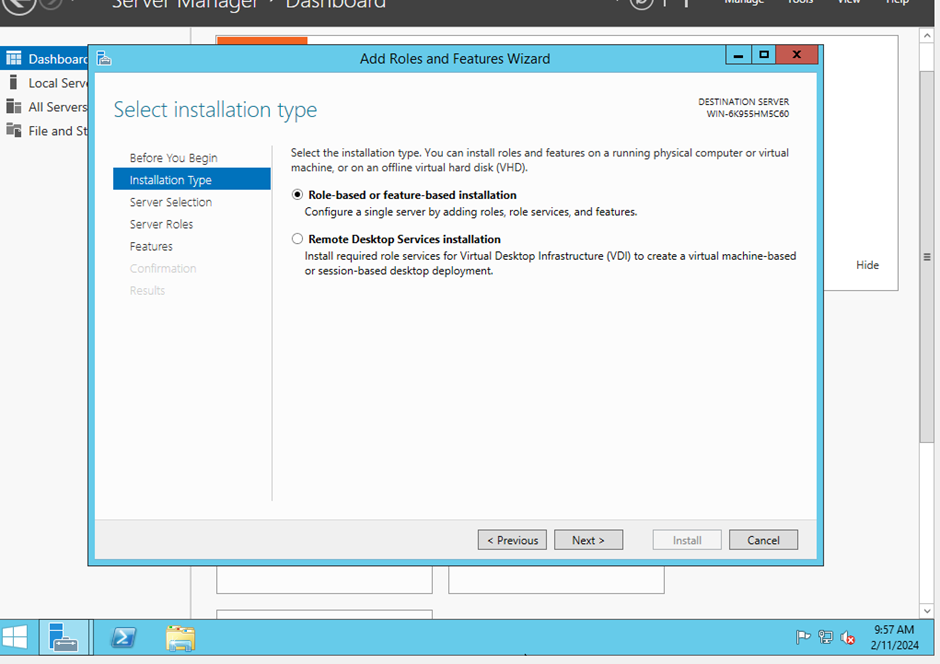 Server Manager · Dashboard
Manage Tools View Help
Dashboard
Local Serve
All Servers
File and St
Add Roles and Features Wizard
Select installation type
DESTINATION SERVER
WIN-6K955HM5C60
Before You Begin
Installation Type
Server Selection
Server Roles
Features
Confirmation
Results
Select the installation type. You can install roles and features on a running physical computer or virtual
machine, or on an offline virtual hard disk (VHD).
Role-based or feature-based installation
Configure a single server by adding roles, role services, and features.
Remote Desktop Services installation
Install required role services for Virtual Desktop Infrastructure (VDI) to create a virtual machine-based
or session-based desktop deployment.
Hide
< Previous
Next >
Install
Cancel
9:57 AM
2/11/2024